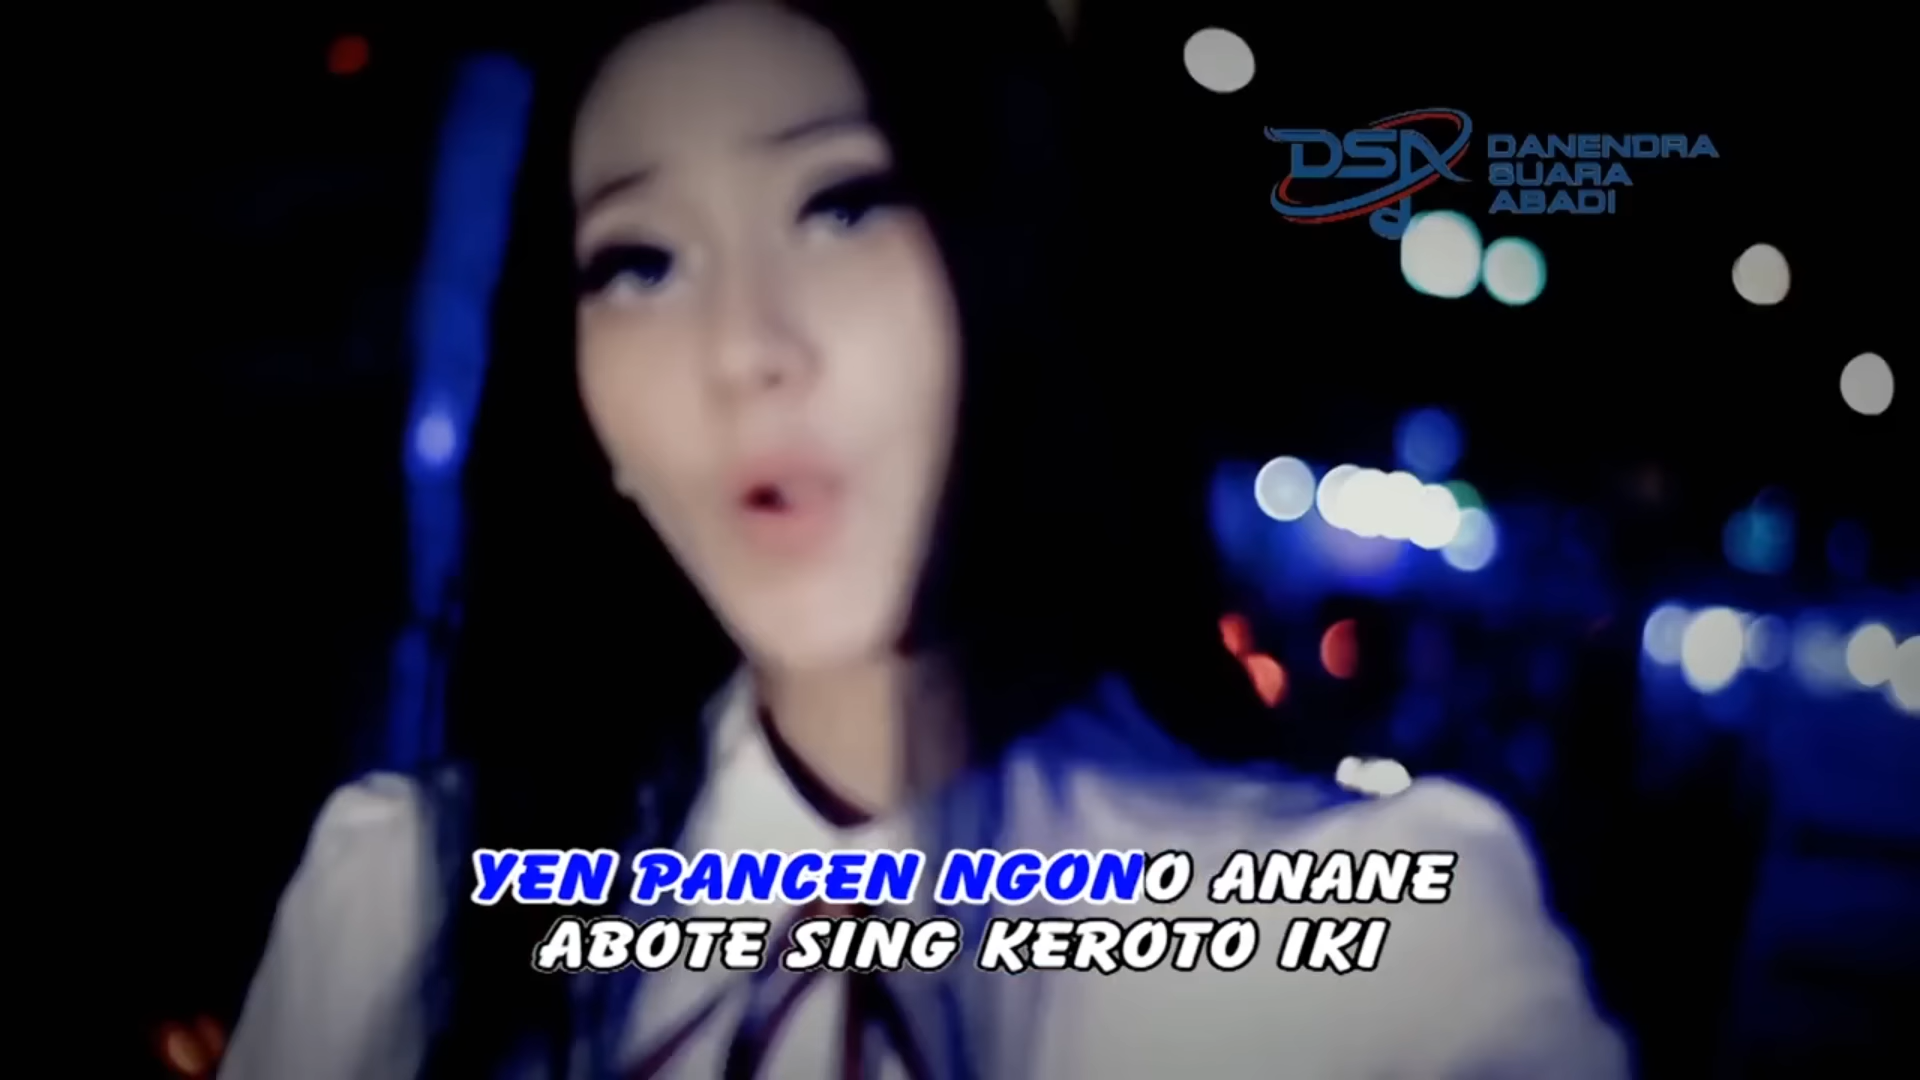 DSA
DANENDRA
SUARA
ABADI
YEN PANCEN NGONO ANANE
ABOTE SING KEROTO IKI